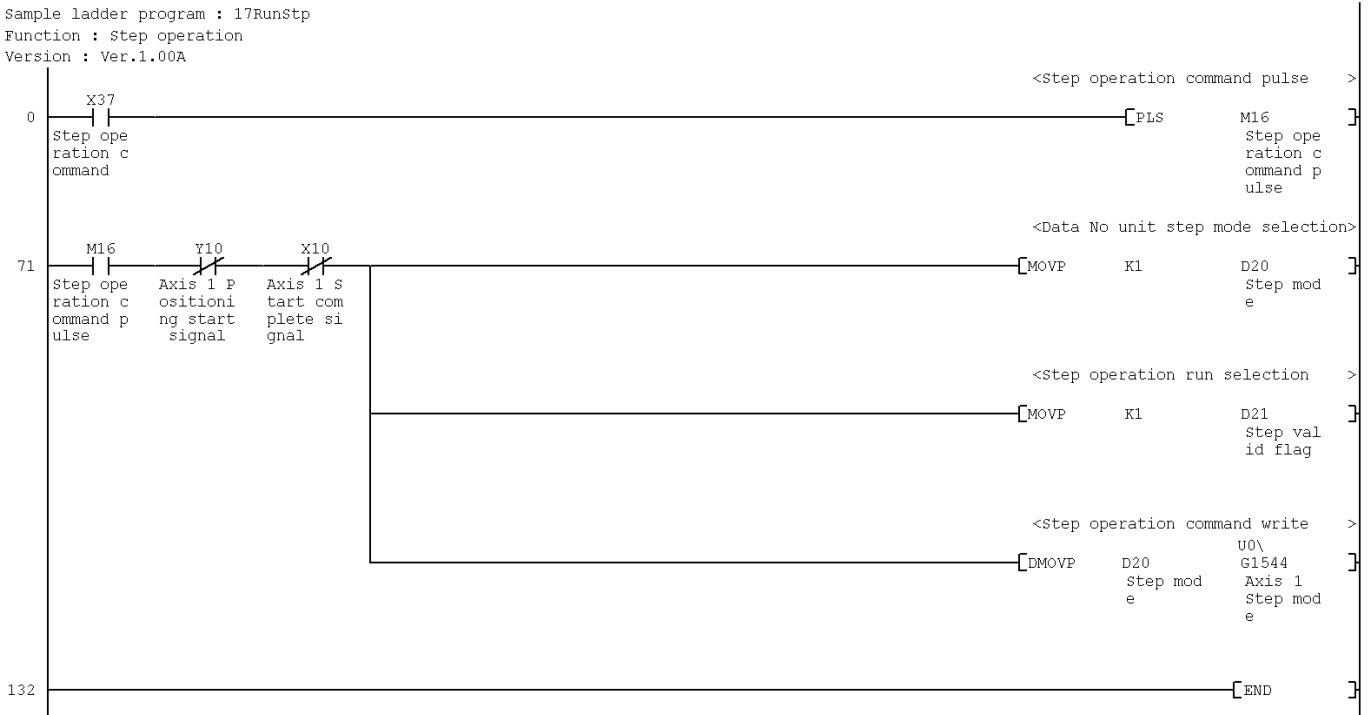 Sample ladder program : 17RunStp
Function : Step operation
Version : Ver.1.00A
<Step operation command pulse >
X37
0
PLS M16
Step ope
ration c
ommand
Step ope
ration c
ommand p
ulse
<Data No unit step mode selection>
M16 Y10 X10
71
MOVP K1 D20
Step ope
ration c
ommand p
ulse
Axis 1 P
ositioni
ng start
signal
Axis 1 S
tart com
plete si
gnal
Step mod
e
<Step operation run selection >
MOVP K1 D21
Step val
id flag
<Step operation command write >
U0\
DMOVP D20 G1544
Step mod
e
Axis 1
Step mod
e
132
END